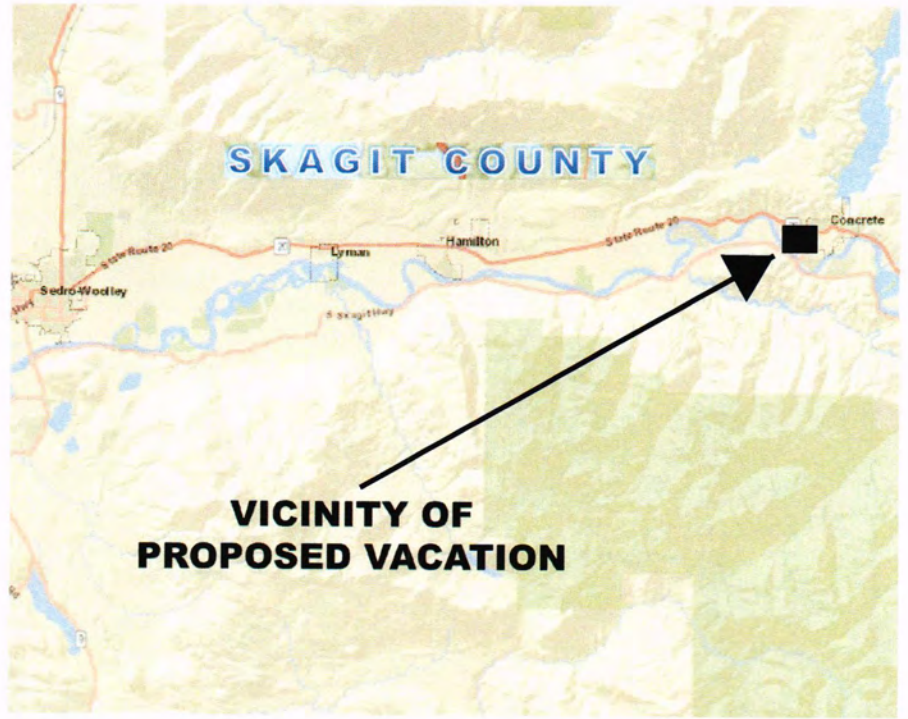 SKAGIT COUNTY
Concrete
State Route 20
Hamilton
Lyman
State Route 20
Sedro-Woolley
Hwy
S Skagit Hwy
VICINITY OF
PROPOSED VACATION